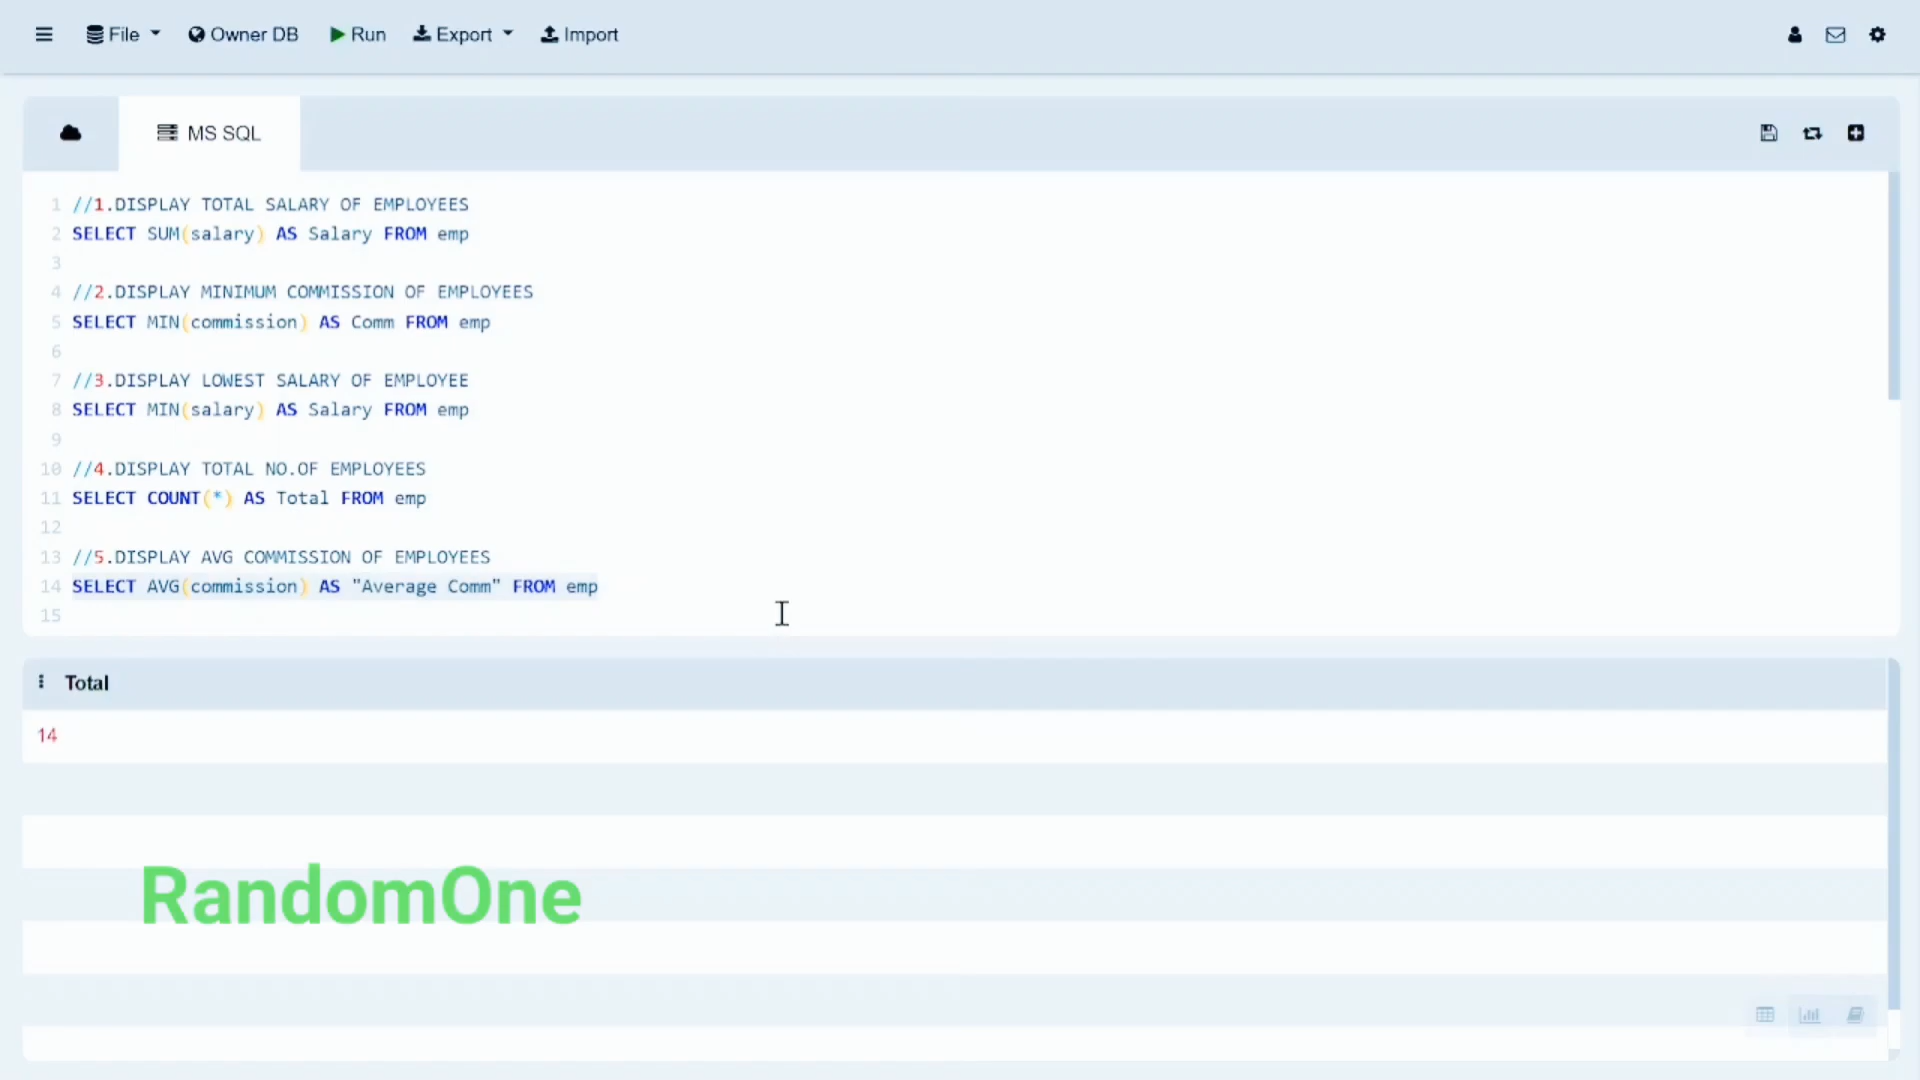 File Owner DB Run Export Import
MS SQL
1 //1.DISPLAY TOTAL SALARY OF EMPLOYEES
2 SELECT SUM(salary) AS Salary FROM emp
3
4 //2.DISPLAY MINIMUM COMMISSION OF EMPLOYEES
5 SELECT MIN(commission) AS Comm FROM emp
6
7 //3.DISPLAY LOWEST SALARY OF EMPLOYEE
8 SELECT MIN(salary) AS Salary FROM emp
9
10 //4.DISPLAY TOTAL NO.OF EMPLOYEES
11 SELECT COUNT(*) AS Total FROM emp
12
13 //5.DISPLAY AVG COMMISSION OF EMPLOYEES
14 SELECT AVG(commission) AS "Average Comm" FROM emp
15
Total
14
RandomOne